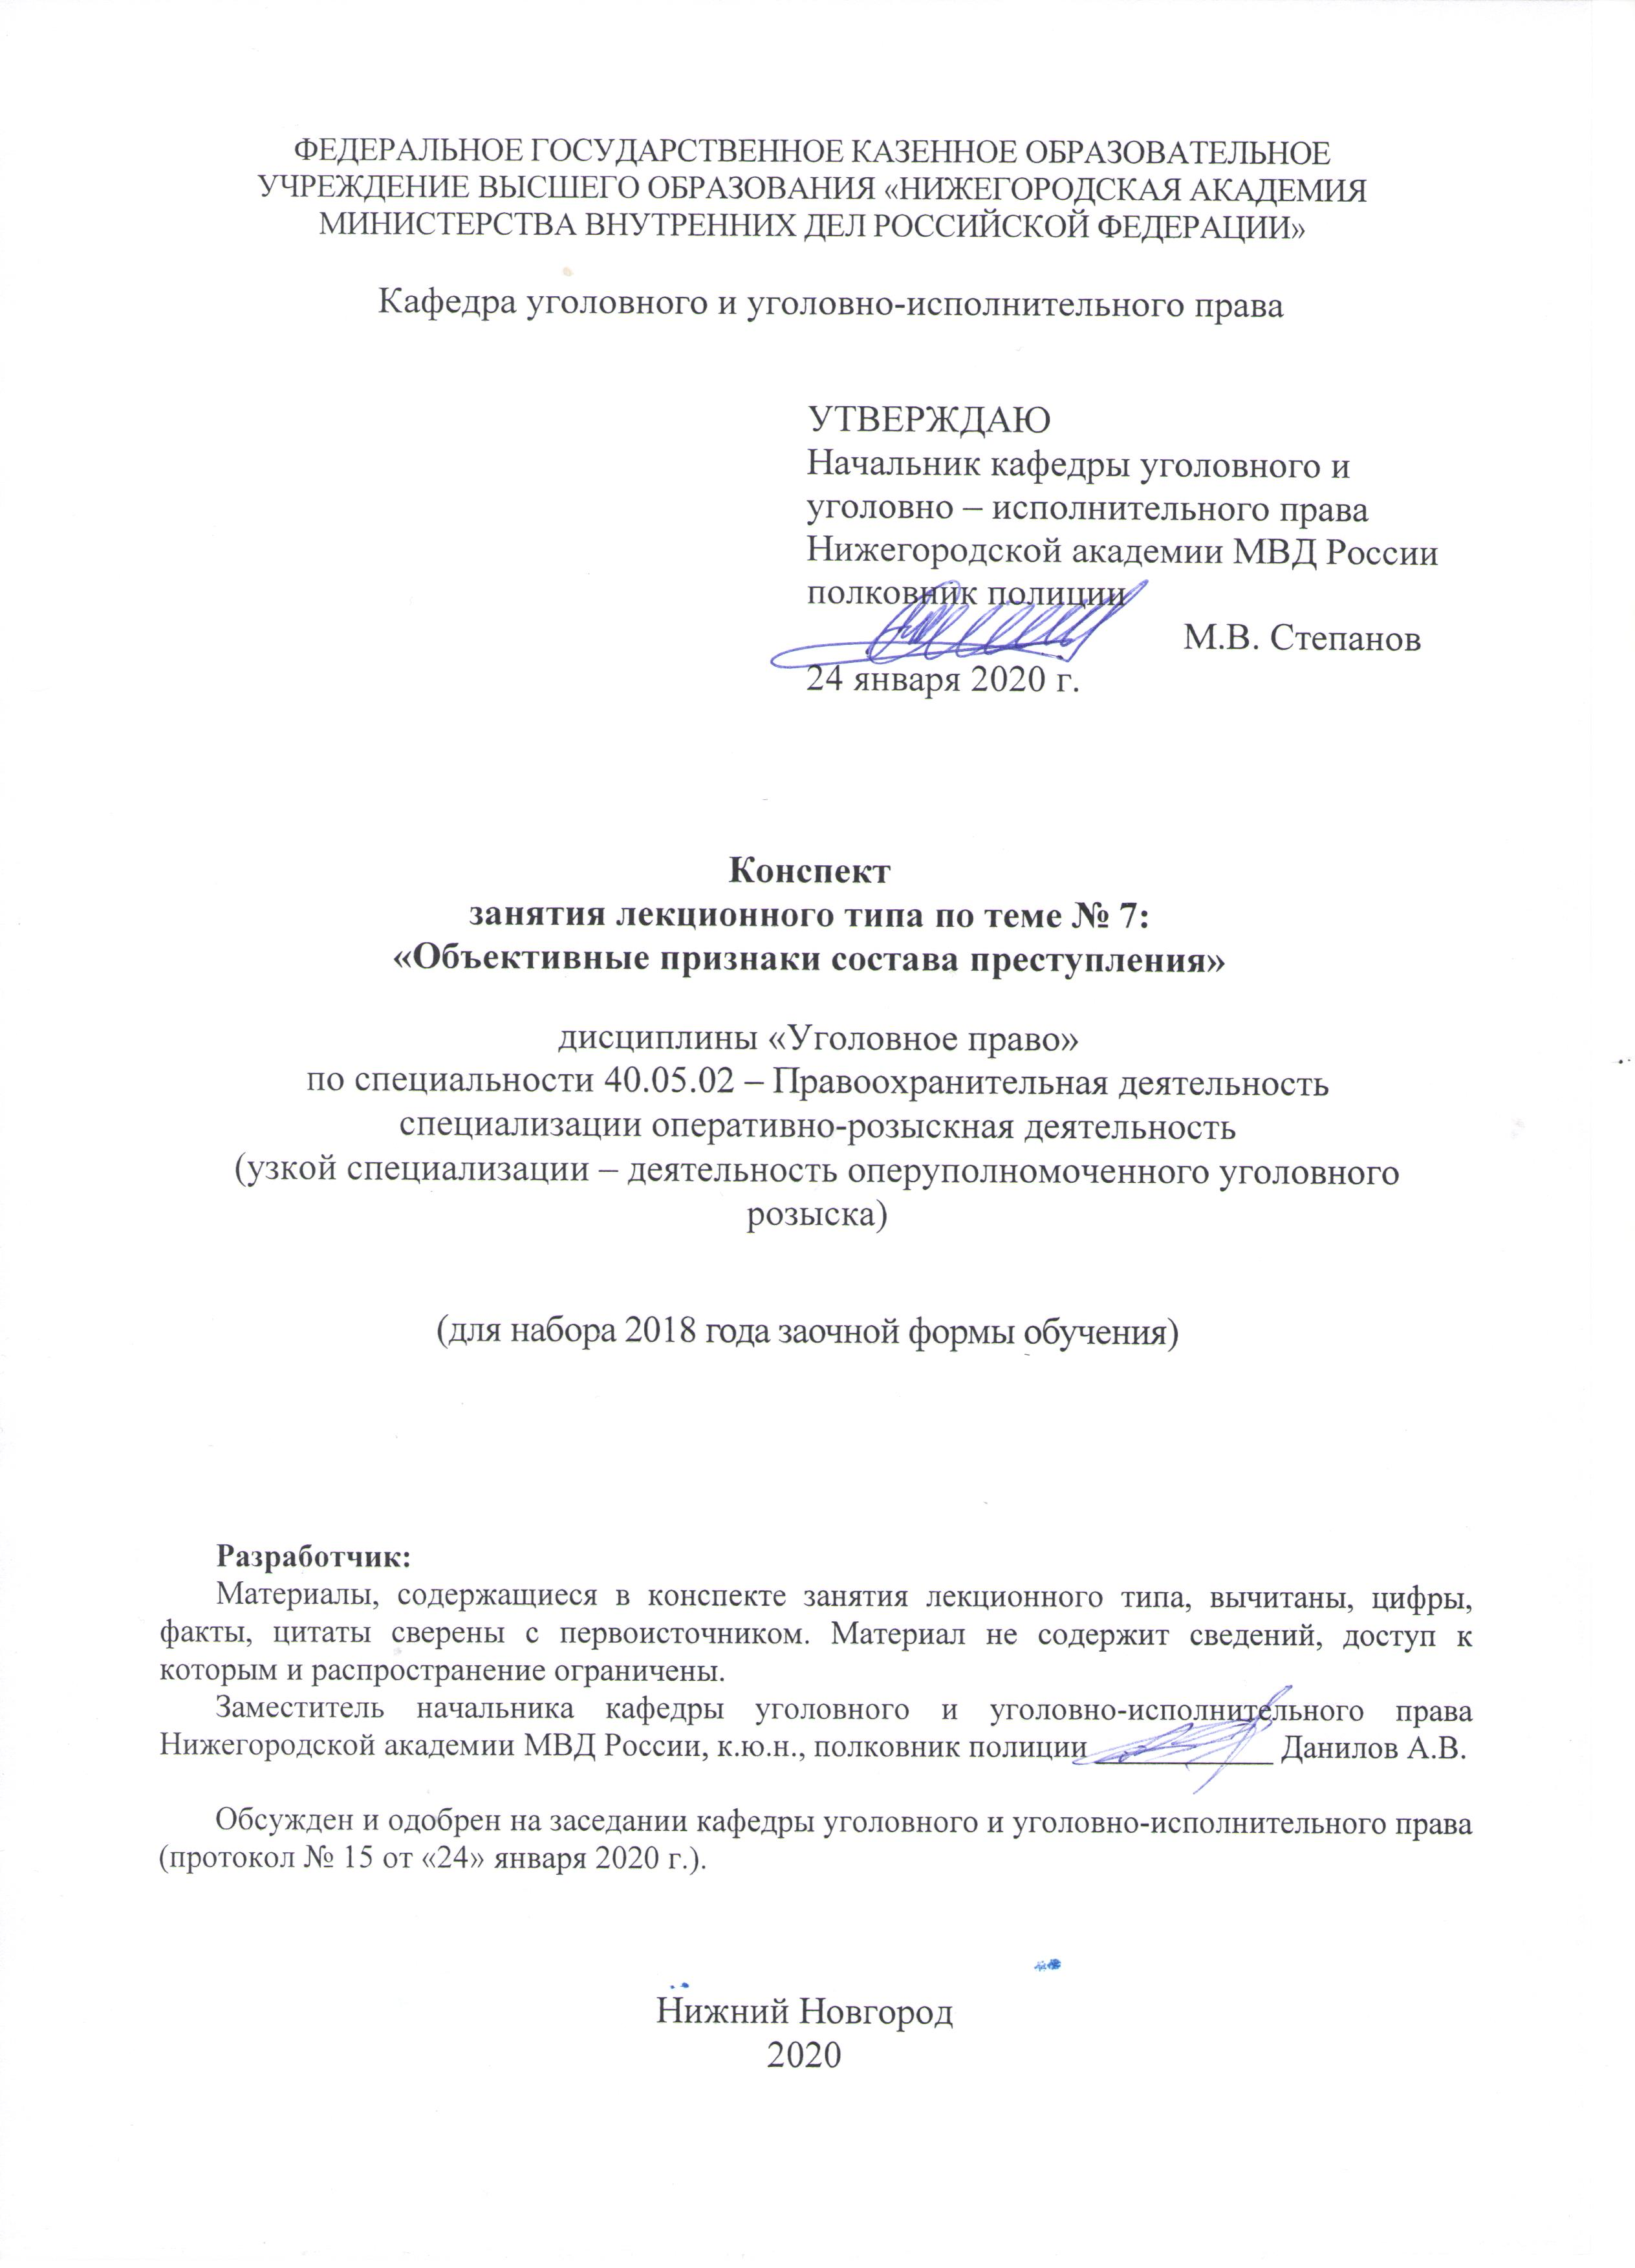 ФЕДЕРАЛЬНОЕ ГОСУДАРСТВЕННОЕ КАЗЕННОЕ ОБРАЗОВАТЕЛЬНОЕ
УЧРЕЖДЕНИЕ ВЫСШЕГО ОБРАЗОВАНИЯ «НИЖЕГОРОДСКАЯ АКАДЕМИЯ
МИНИСТЕРСТВА ВНУТРЕННИХ ДЕЛ РОССИЙСКОЙ ФЕДЕРАЦИИ»
Кафедра уголовного и уголовно-исполнительного права
УТВЕРЖДАЮ
Начальник кафедры уголовного и
уголовно – исполнительного права
Нижегородской академии МВД России
полковник полиции
М.В. Степанов
24 января 2020 г.
Конспект
занятия лекционного типа по теме № 7:
«Объективные признаки состава преступления»
дисциплины «Уголовное право»
по специальности 40.05.02 – Правоохранительная деятельность
специализации оперативно-розыскная деятельность
(узкой специализации – деятельность оперуполномоченного уголовного
розыска)
(для набора 2018 года заочной формы обучения)
Разработчик:
Материалы, содержащиеся в конспекте занятия лекционного типа, вычитаны, цифры,
факты, цитаты сверены с первоисточником. Материал не содержит сведений, доступ к
которым и распространение ограничены.
Заместитель начальника кафедры уголовного и уголовно-исполнительного права
Нижегородской академии МВД России, к.ю.н., полковник полиции ___________ Данилов А.В.
Обсужден и одобрен на заседании кафедры уголовного и уголовно-исполнительного права
(протокол № 15 от «24» января 2020 г.).
Нижний Новгород
2020